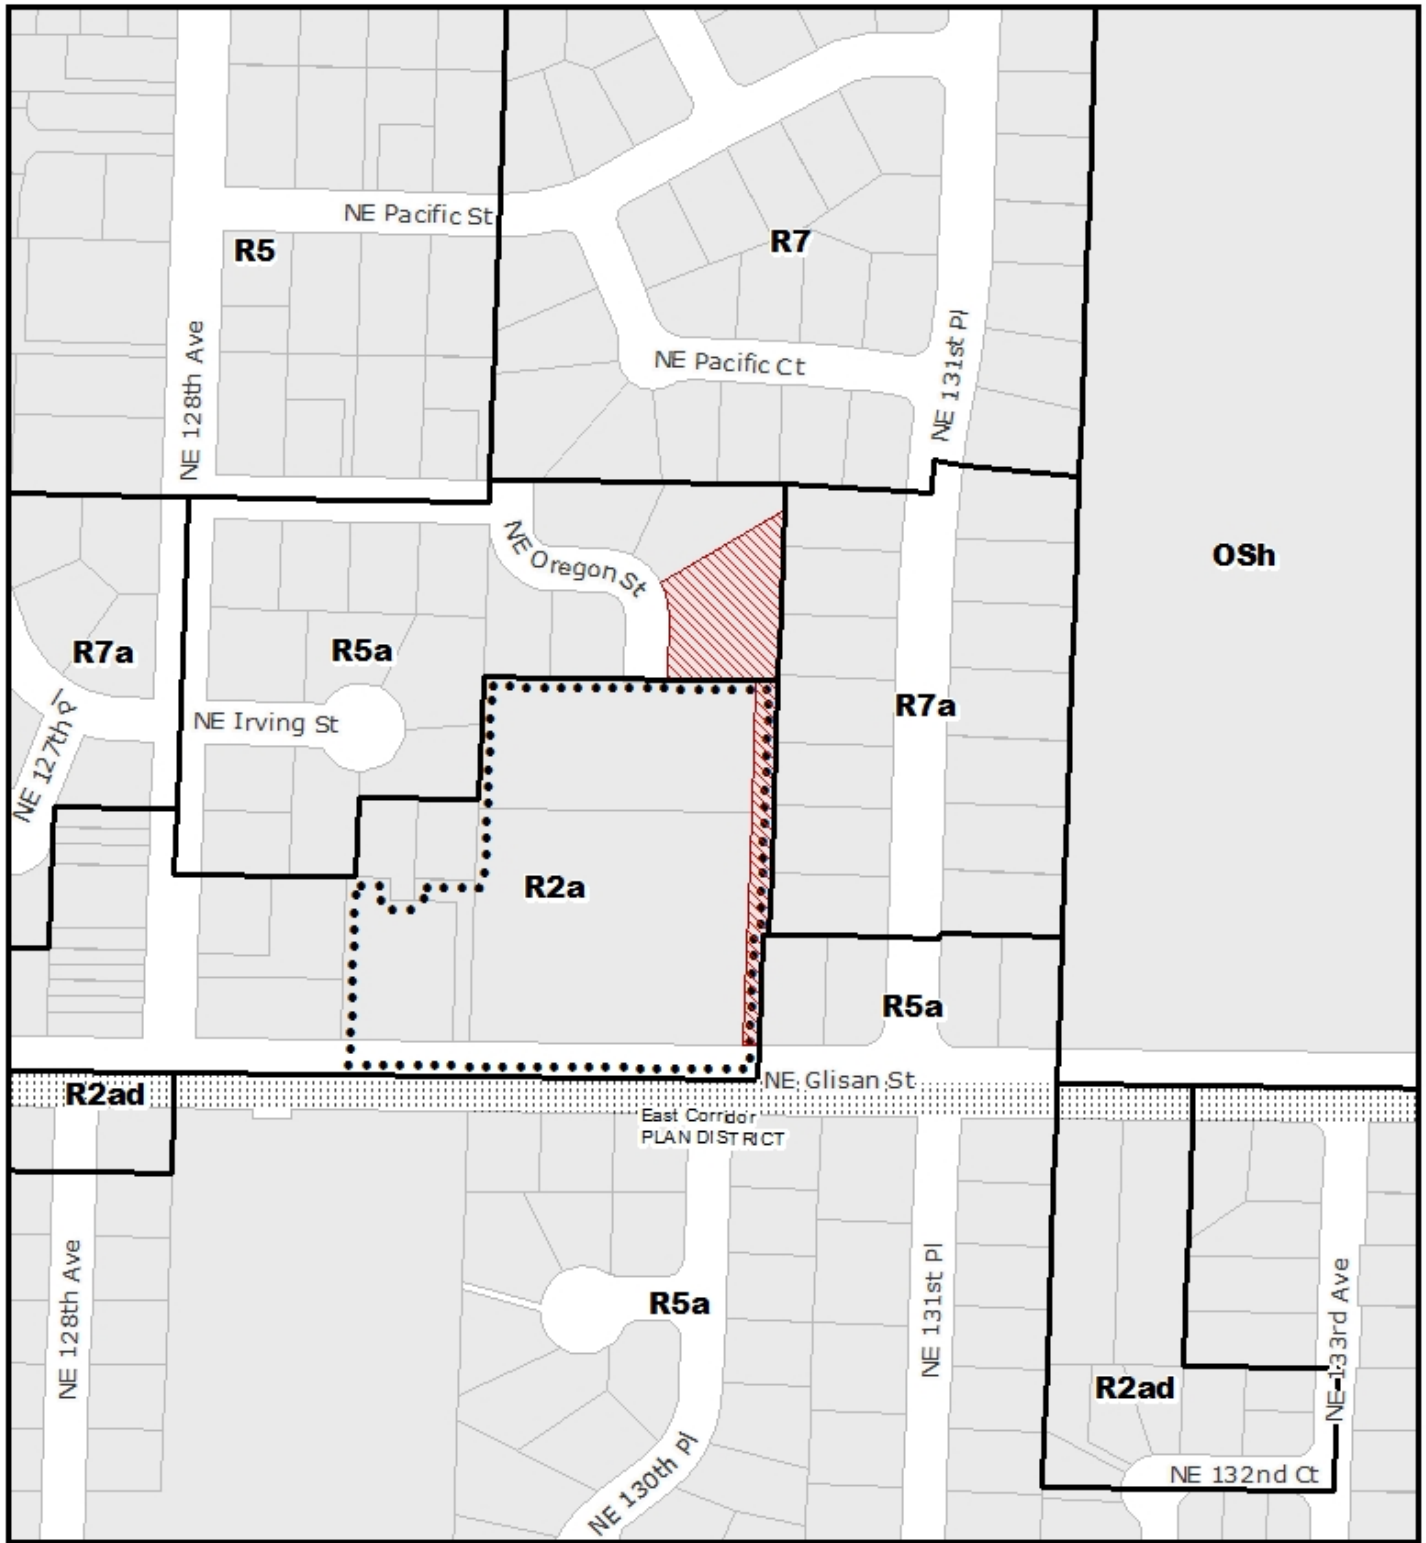 NE Pacific St
R7
R5
NE 131st Pl
NE 128th Ave
NE Pacific Ct
NE Oregon St
OSh
R7a
R5a
R7a
NE 127th Pl
NE Irving St
R2a
R5a
NE Glisan St
R2ad
East Corridor
PLAN DISTRICT
NE 128th Ave
R5a
NE 131st Pl
NE 133rd Ave
R2ad
NE 130th Pl
NE 132nd Ct